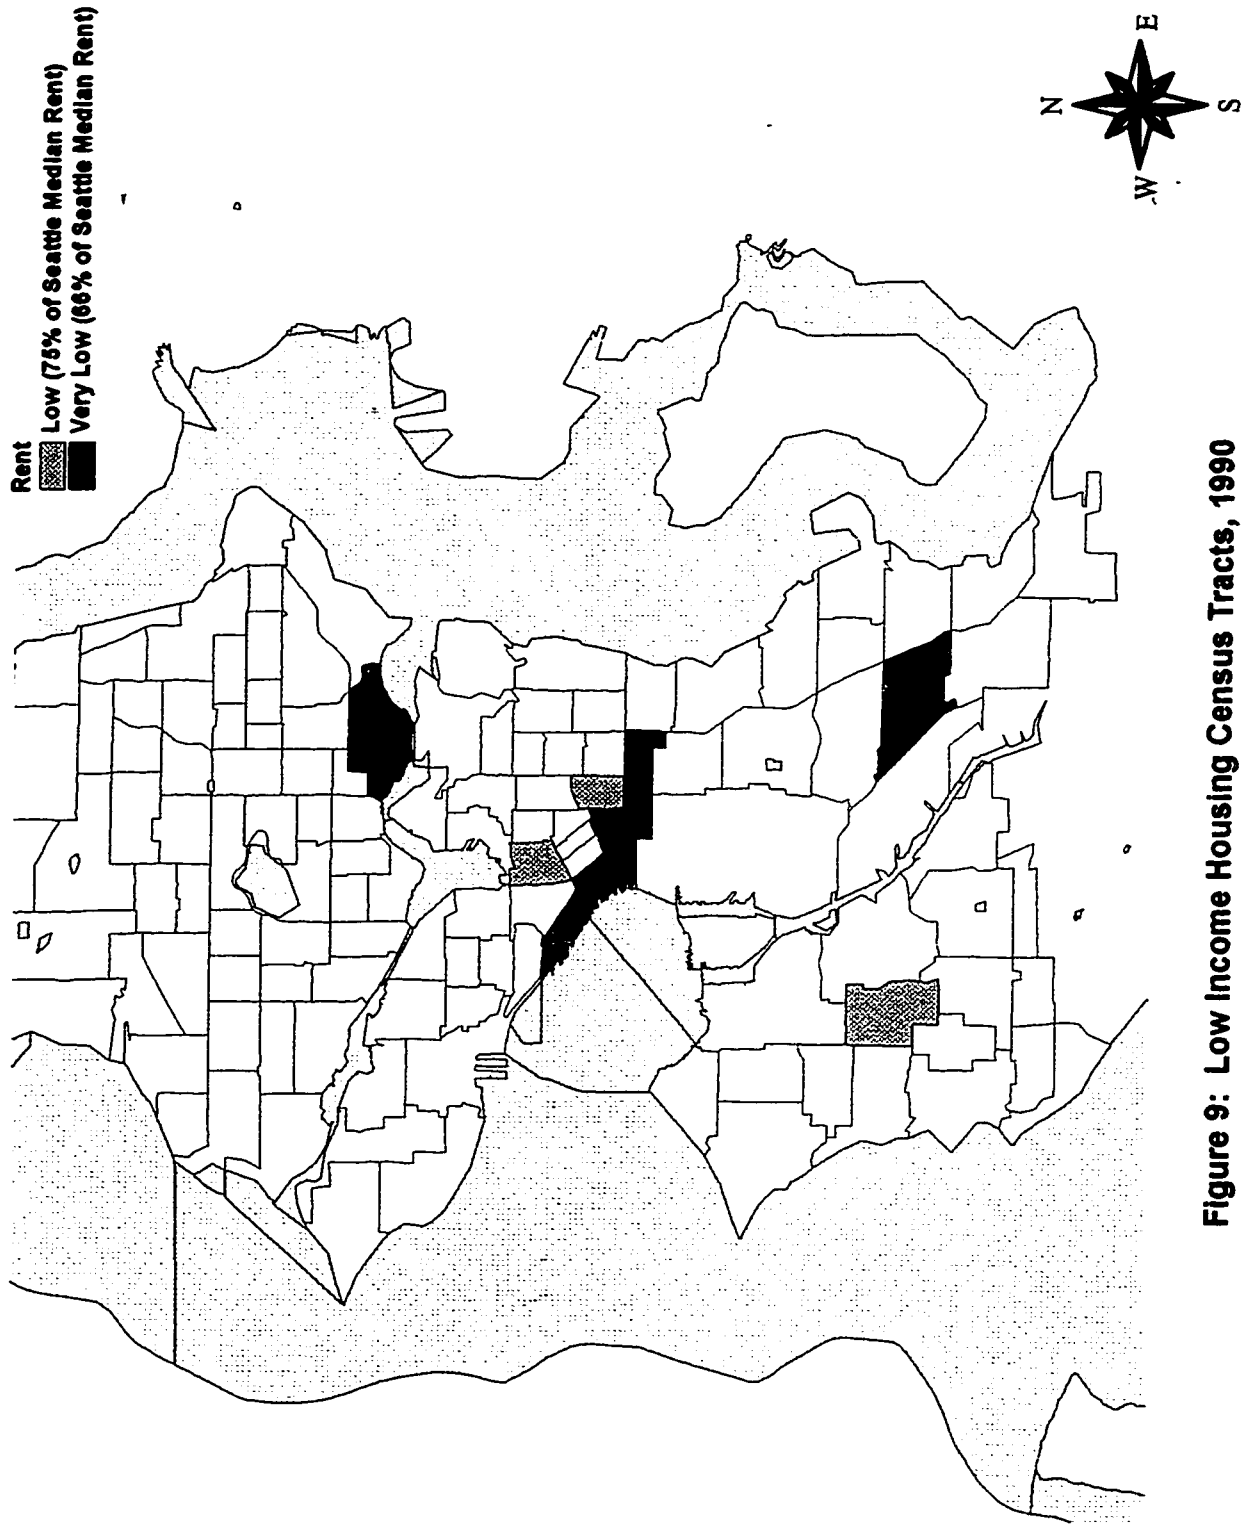 Rent
Low (75% of Seattle Median Rent)
Very Low (66% of Seattle Median Rent)
N
W
E
S
Figure 9: Low Income Housing Census Tracts, 1990